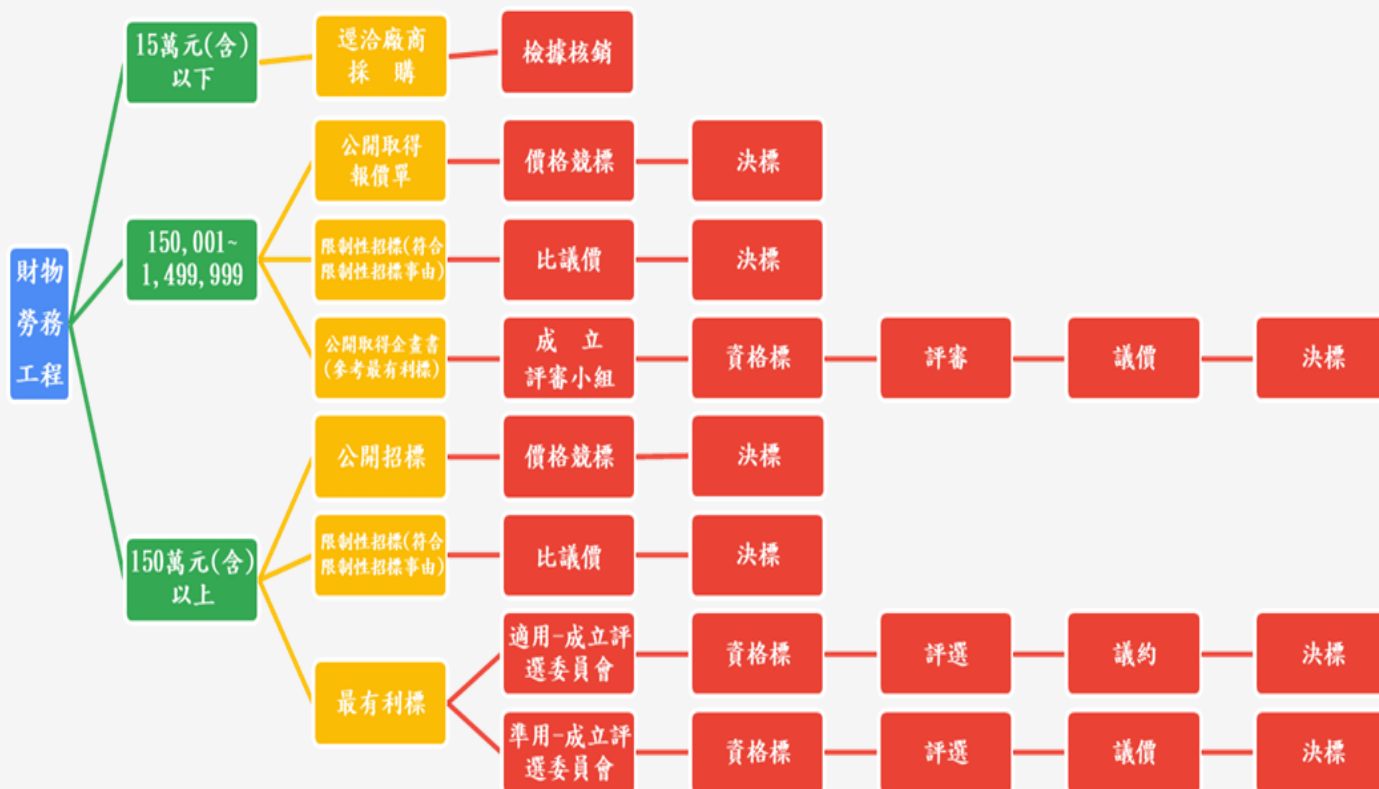 財物
勞務
工程
15萬元(含)
以下
逕洽廠商
採 購
檢據核銷
150,001~
1,499,999
公開取得
報價單
價格競標
決標
限制性招標(符合
限制性招標事由)
比議價
決標
公開取得企畫書
(參考最有利標)
成 立
評審小組
資格標
評審
議價
決標
150萬元(含)
以上
公開招標
價格競標
決標
限制性招標(符合
限制性招標事由)
比議價
決標
最有利標
適用-成立評
選委員會
資格標
評選
議約
決標
準用-成立評
選委員會
資格標
評選
議價
決標